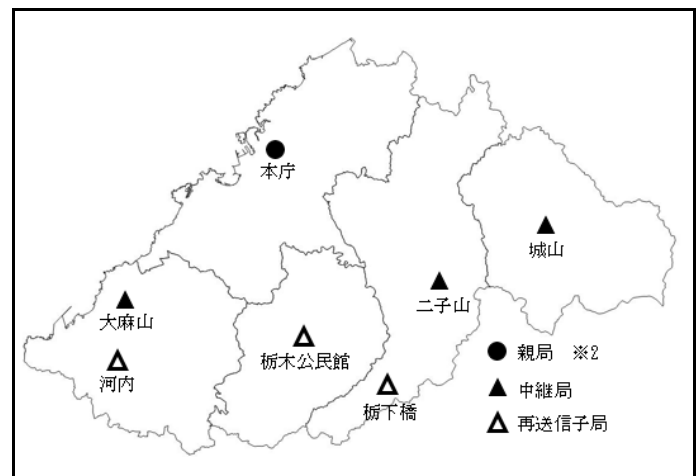 本庁
城山
二子山
大麻山
栃木公民館
河内
栃下橋
● 親局 ※2
▲ 中継局
△ 再送信子局